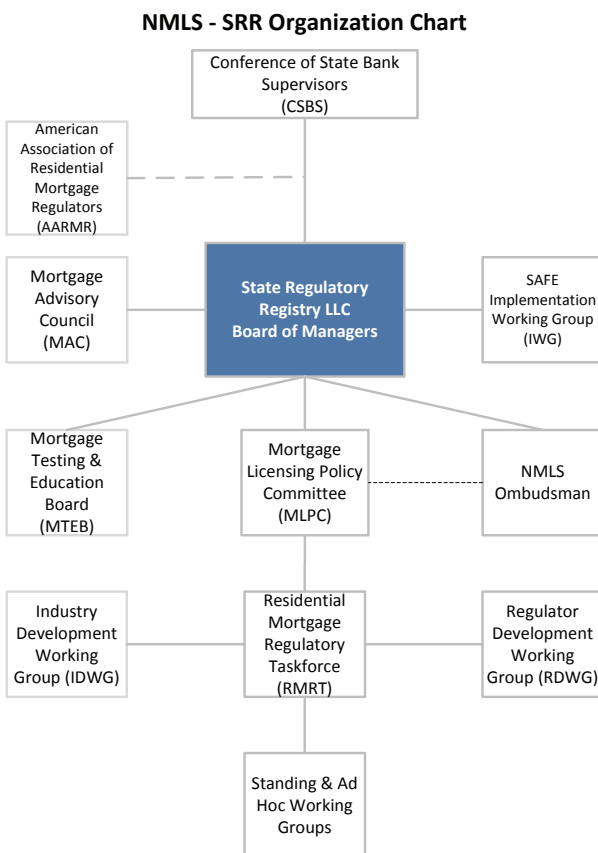 NMLS - SRR Organization Chart
Conference of State Bank
Supervisors
(CSBS)
American
Association of
Residential
Mortgage
Regulators
(AARMR)
Mortgage
Advisory
Council
(MAC)
State Regulatory
Registry LLC
Board of Managers
SAFE
Implementation
Working Group
(IWG)
Mortgage
Testing &
Education
Board
(MTEB)
Mortgage
Licensing Policy
Committee
(MLPC)
NMLS
Ombudsman
Industry
Development
Working
Group (IDWG)
Residential
Mortgage
Regulatory
Taskforce
(RMRT)
Regulator
Development
Working
Group (RDWG)
Standing & Ad
Hoc Working
Groups